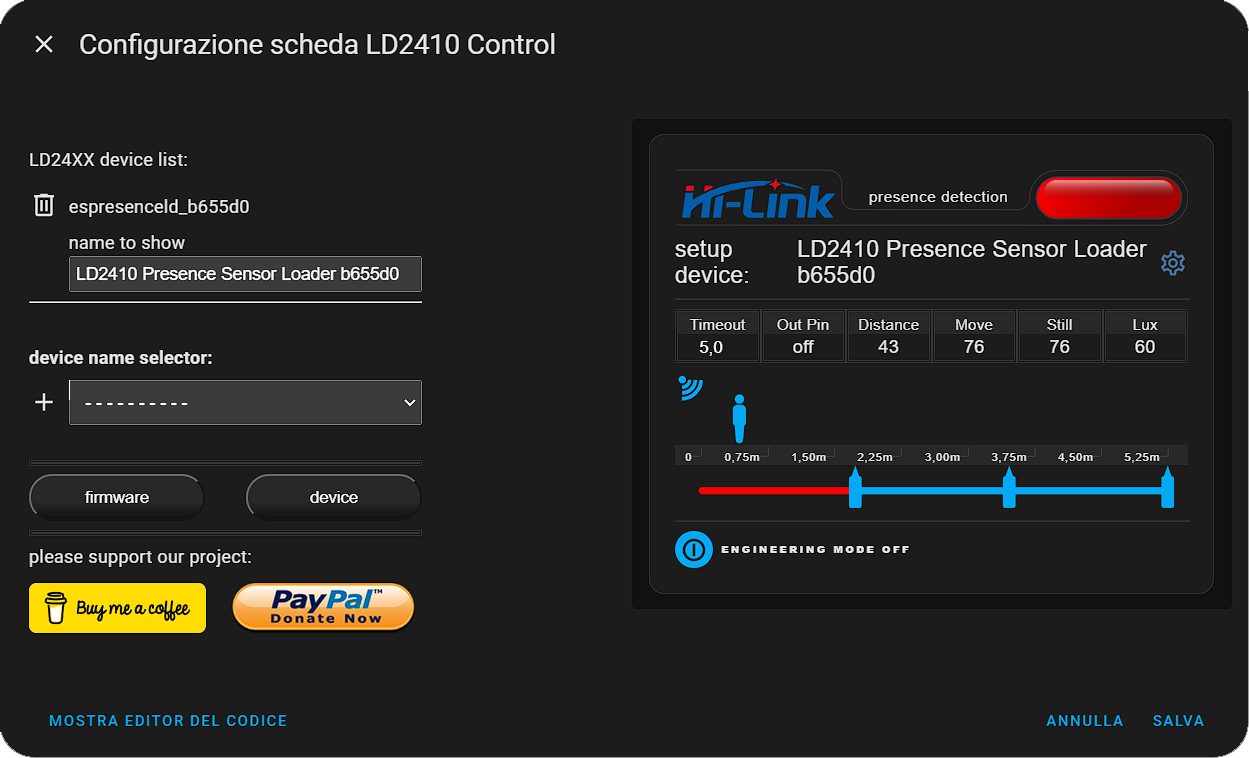 Configurazione scheda LD2410 Control
LD24XX device list:
espresenceld_b655d0
name to show
LD2410 Presence Sensor Loader b655d0
device name selector:
----------
firmware
device
please support our project:
Buy me a coffee
PayPal™
Donate Now
Hi-Link
presence detection
setup device:
LD2410 Presence Sensor Loader b655d0
Timeout Out Pin Distance Move Still Lux
5,0 off 43 76 76 60
0 0,75m 1,50m 2,25m 3,00m 3,75m 4,50m 5,25m
ENGINEERING MODE OFF
MOSTRA EDITOR DEL CODICE
ANNULLA SALVA